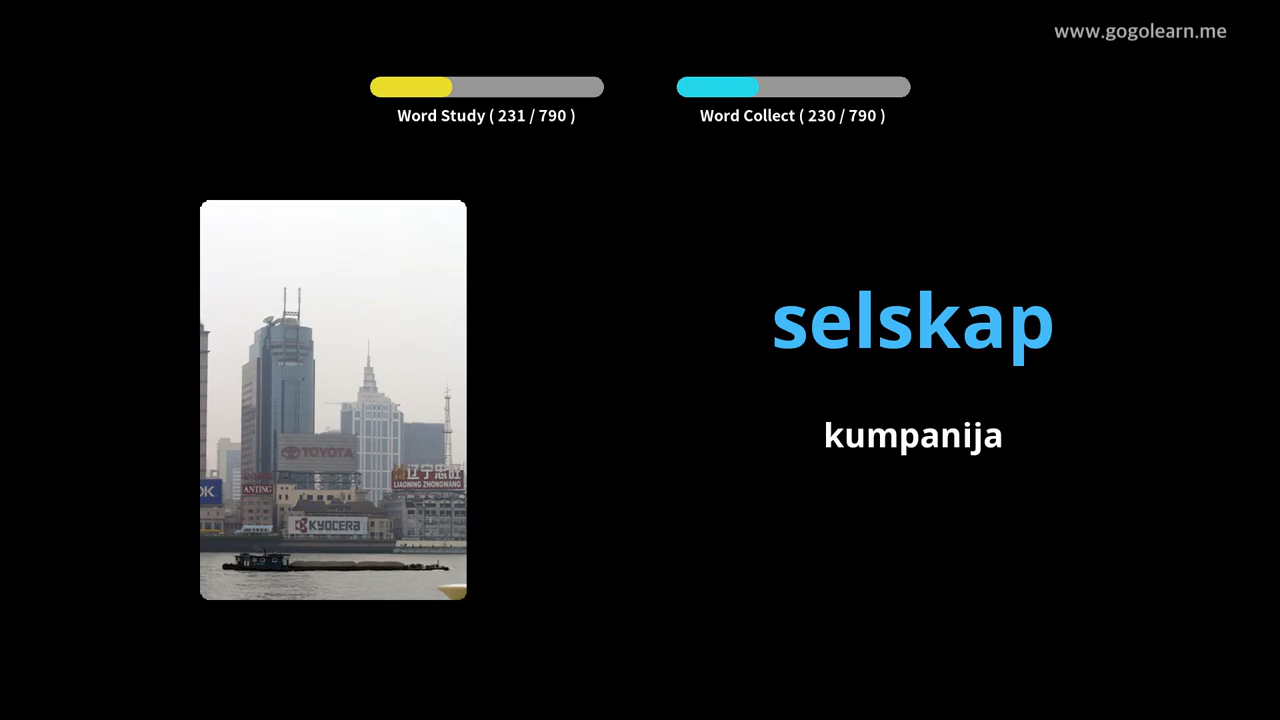 www.gogolearn.me
Word Study ( 231 / 790 )
Word Collect ( 230 / 790 )
selskap
kumpanija
TOYOTA
辽宁忠旺
LIAONING ZHONGWANG
ANTING
KYOCERA